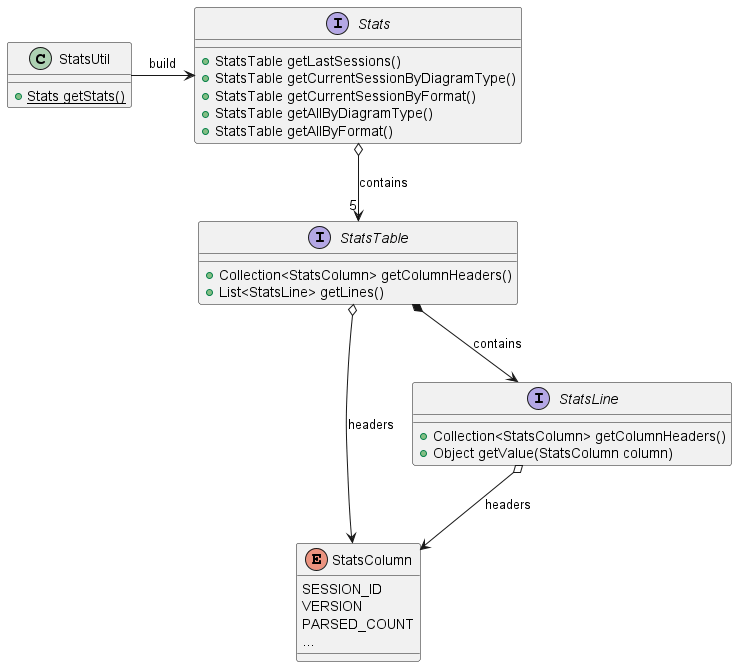 I Stats
StatsTable getLastSessions()
StatsTable getCurrentSessionByDiagramType()
StatsTable getCurrentSessionByFormat()
StatsTable getAllByDiagramType()
StatsTable getAllByFormat()
C StatsUtil
Stats getStats()
build
contains
5
I StatsTable
Collection<StatsColumn> getColumnHeaders()
List<StatsLine> getLines()
contains
headers
I StatsLine
Collection<StatsColumn> getColumnHeaders()
Object getValue(StatsColumn column)
headers
E StatsColumn
SESSION_ID
VERSION
PARSED_COUNT
...